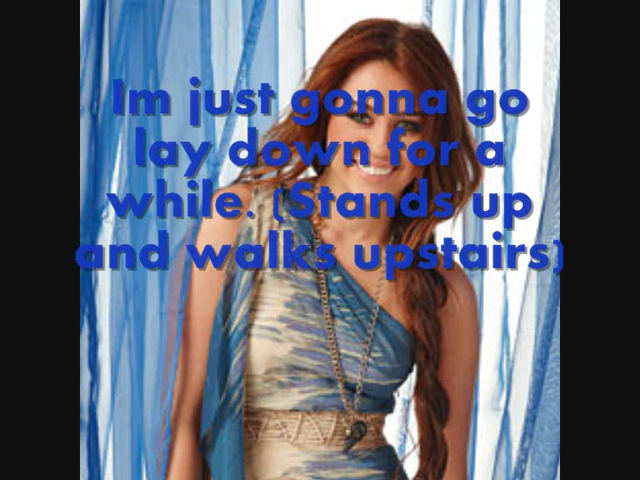 Im just gonna go
lay down for a
while. (Stands up
and walks upstairs)